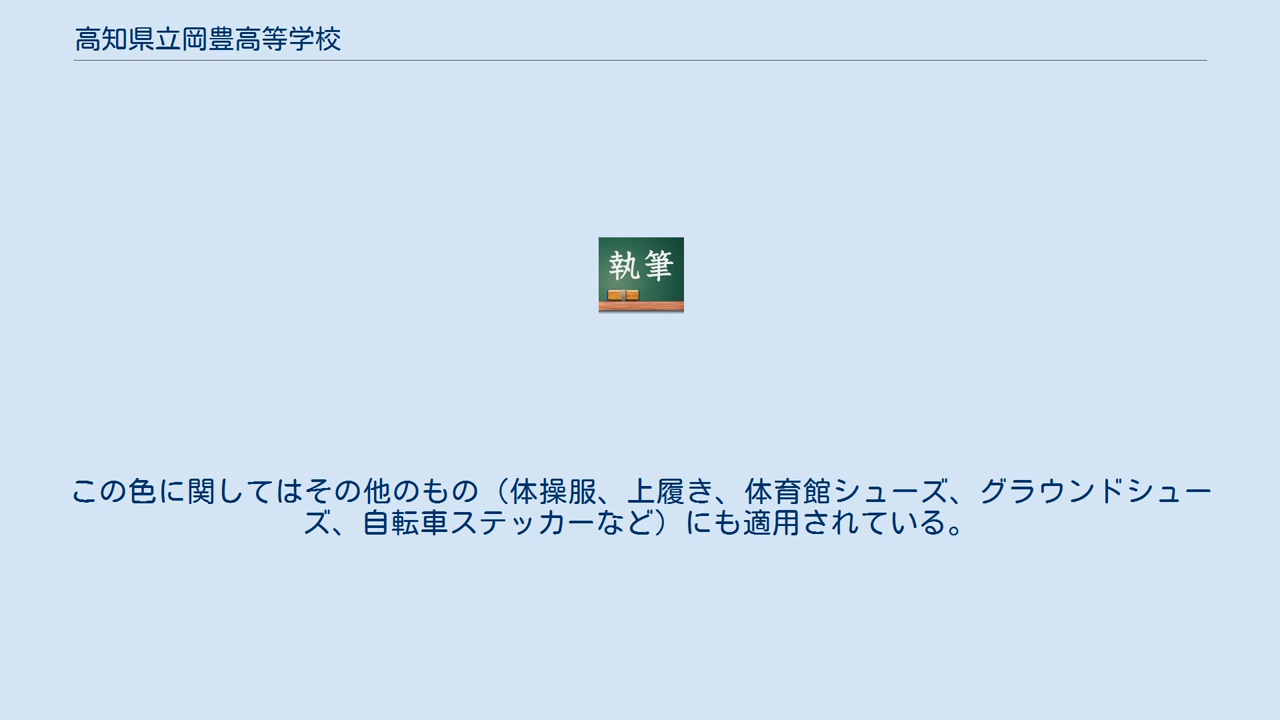 高知県立岡豊高等学校
執筆
この色に関してはその他のもの（体操服、上履き、体育館シューズ、グラウンドシュー
ズ、自転車ステッカーなど）にも適用されている。